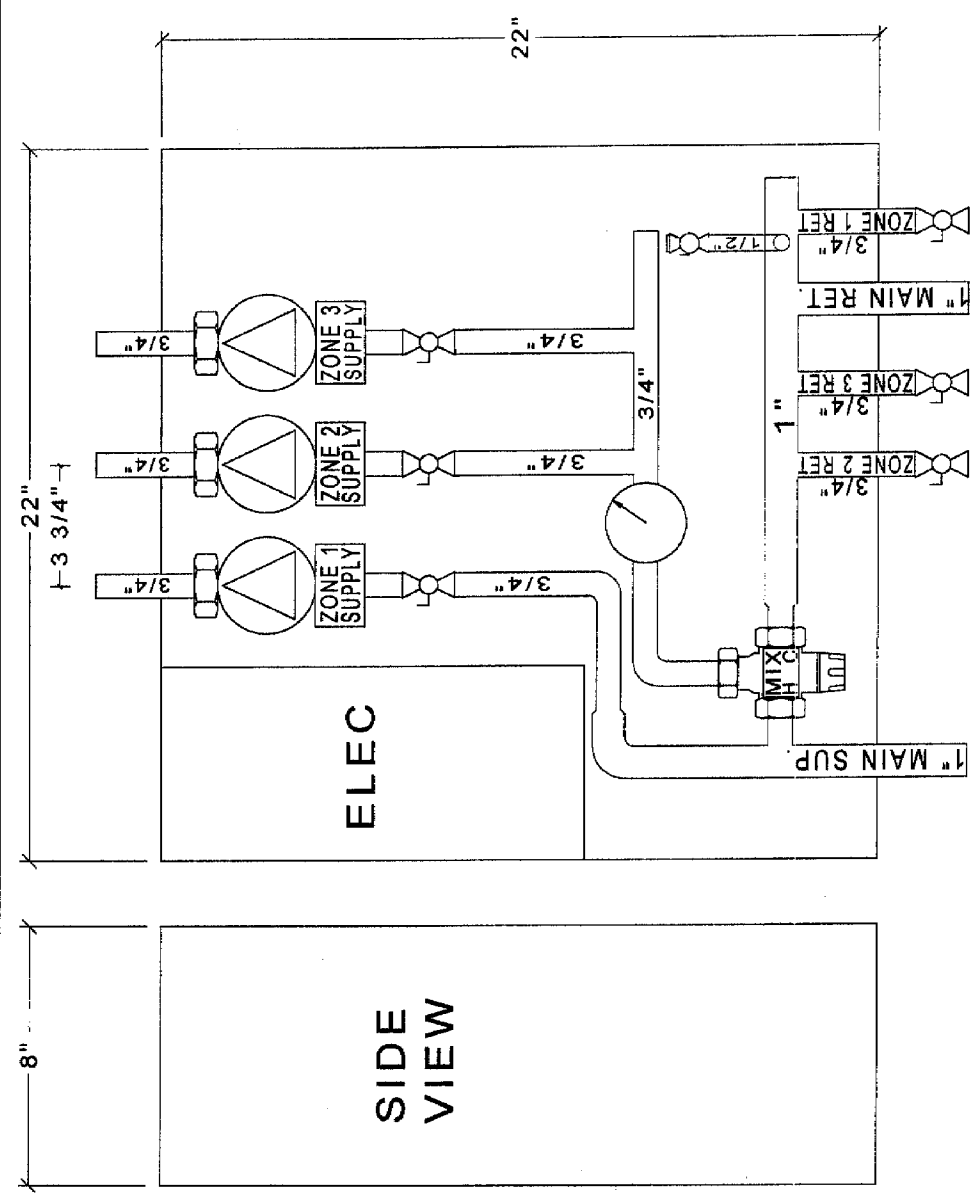 22"
22"
3 3/4"
8"
3/4"
3/4"
3/4"
ZONE 1
SUPPLY
ZONE 2
SUPPLY
ZONE 3
SUPPLY
3/4"
3/4"
3/4"
ELEC
3/4"
1/2"
1"
MIX
H C
1" MAIN SUP.
ZONE 2 RET
3/4"
ZONE 3 RET
3/4"
1" MAIN RET.
ZONE 1 RET
3/4"
SIDE
VIEW